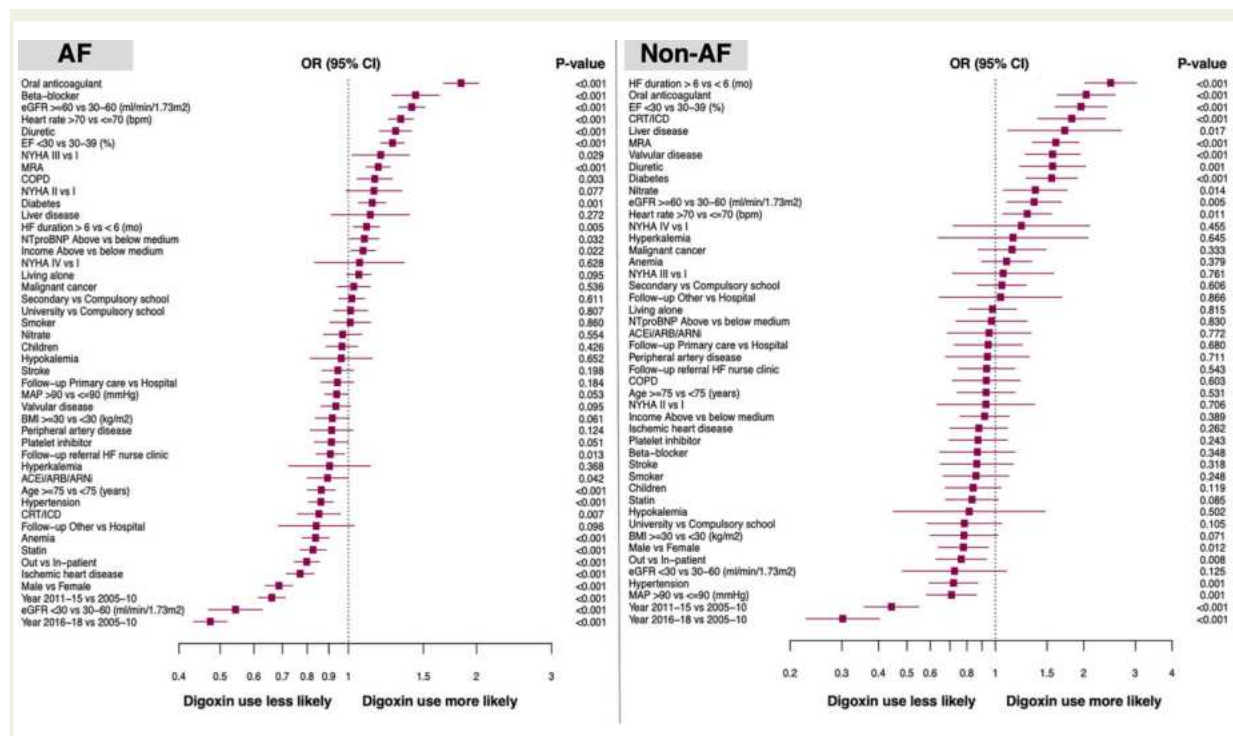 AF
OR (95% CI) P-value
Oral anticoagulant <0.001
Beta−blocker <0.001
eGFR >=60 vs 30−60 (ml/min/1.73m2) <0.001
Heart rate >70 vs <=70 (bpm) <0.001
Diuretic <0.001
EF <30 vs 30−39 (%) <0.001
NYHA III vs I 0.029
MRA <0.001
COPD 0.003
NYHA II vs I 0.077
Diabetes 0.001
Liver disease 0.272
HF duration > 6 vs < 6 (mo) 0.005
NTproBNP Above vs below medium 0.032
Income Above vs below medium 0.022
NYHA IV vs I 0.628
Living alone 0.095
Malignant cancer 0.536
Secondary vs Compulsory school 0.611
University vs Compulsory school 0.807
Smoker 0.860
Nitrate 0.554
Children 0.426
Hypokalemia 0.652
Stroke 0.198
Follow−up Primary care vs Hospital 0.184
MAP >90 vs <=90 (mmHg) 0.053
Valvular disease 0.095
BMI >=30 vs <30 (kg/m2) 0.061
Peripheral artery disease 0.124
Platelet inhibitor 0.051
Follow−up referral HF nurse clinic 0.013
Hyperkalemia 0.368
ACEi/ARB/ARNi 0.042
Age >=75 vs <75 (years) <0.001
Hypertension <0.001
CRT/ICD 0.007
Follow−up Other vs Hospital 0.096
Anemia <0.001
Statin <0.001
Out vs In−patient <0.001
Ischemic heart disease <0.001
Male vs Female <0.001
Year 2011−15 vs 2005−10 <0.001
eGFR <30 vs 30−60 (ml/min/1.73m2) <0.001
Year 2016−18 vs 2005−10 <0.001
0.4 0.5 0.6 0.7 0.8 0.9 1 1.5 2 3
Digoxin use less likely Digoxin use more likely
Non-AF
OR (95% CI) P-value
HF duration > 6 vs < 6 (mo) <0.001
Oral anticoagulant <0.001
EF <30 vs 30−39 (%) <0.001
CRT/ICD <0.001
Liver disease 0.017
MRA <0.001
Valvular disease <0.001
Diuretic 0.001
Diabetes <0.001
Nitrate 0.014
eGFR >=60 vs 30−60 (ml/min/1.73m2) 0.005
Heart rate >70 vs <=70 (bpm) 0.011
NYHA IV vs I 0.455
Hyperkalemia 0.645
Malignant cancer 0.333
Anemia 0.379
NYHA III vs I 0.761
Secondary vs Compulsory school 0.606
Follow−up Other vs Hospital 0.866
Living alone 0.815
NTproBNP Above vs below medium 0.830
ACEi/ARB/ARNi 0.772
Follow−up Primary care vs Hospital 0.680
Peripheral artery disease 0.711
Follow−up referral HF nurse clinic 0.543
COPD 0.603
Age >=75 vs <75 (years) 0.531
NYHA II vs I 0.706
Income Above vs below medium 0.389
Ischemic heart disease 0.262
Platelet inhibitor 0.243
Beta−blocker 0.348
Stroke 0.318
Smoker 0.248
Children 0.119
Statin 0.085
Hypokalemia 0.502
University vs Compulsory school 0.105
BMI >=30 vs <30 (kg/m2) 0.071
Male vs Female 0.012
Out vs In−patient 0.008
eGFR <30 vs 30−60 (ml/min/1.73m2) 0.125
Hypertension 0.001
MAP >90 vs <=90 (mmHg) 0.001
Year 2011−15 vs 2005−10 <0.001
Year 2016−18 vs 2005−10 <0.001
0.2 0.3 0.4 0.5 0.6 0.8 1 1.5 2 3 4
Digoxin use less likely Digoxin use more likely